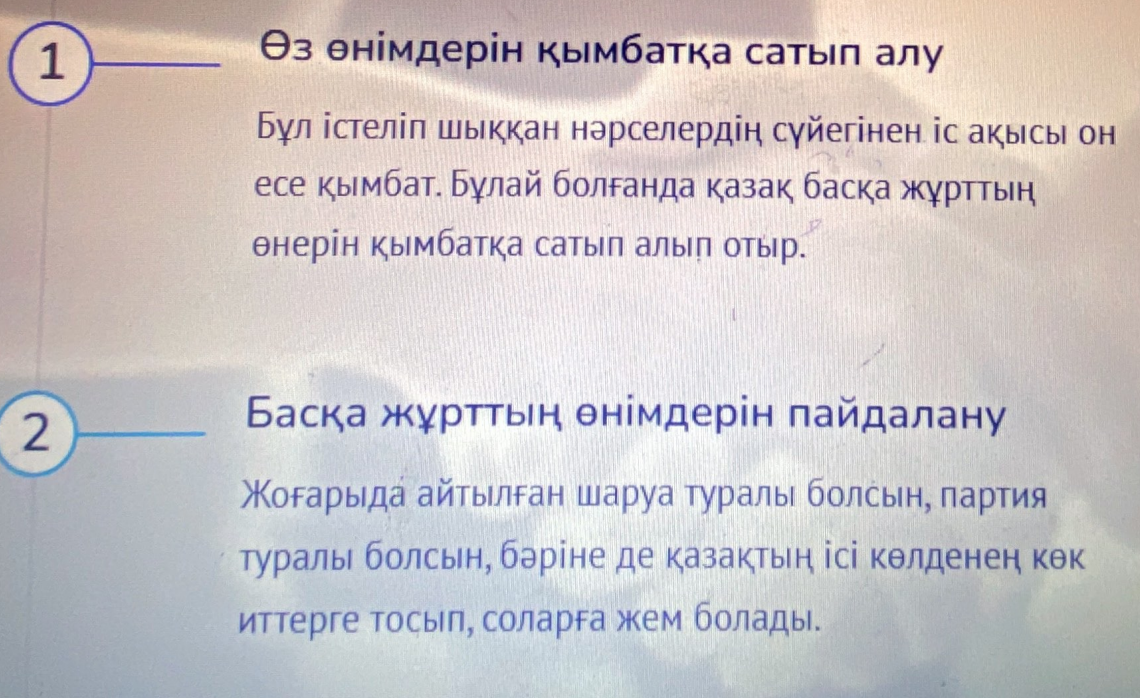 1
Өз өнімдерін қымбатқа сатып алу
Бұл істеліп шыққан нәрселердің сүйегінен іс ақысы он
есе қымбат. Бұлай болғанда қазақ басқа жұрттың
өнерін қымбатқа сатып алып отыр.
2
Басқа жұрттың өнімдерін пайдалану
Жоғарыда айтылған шаруа туралы болсын, партия
туралы болсын, бәріне де қазақтың ісі көлденең көк
иттерге тосып, соларға жем болады.